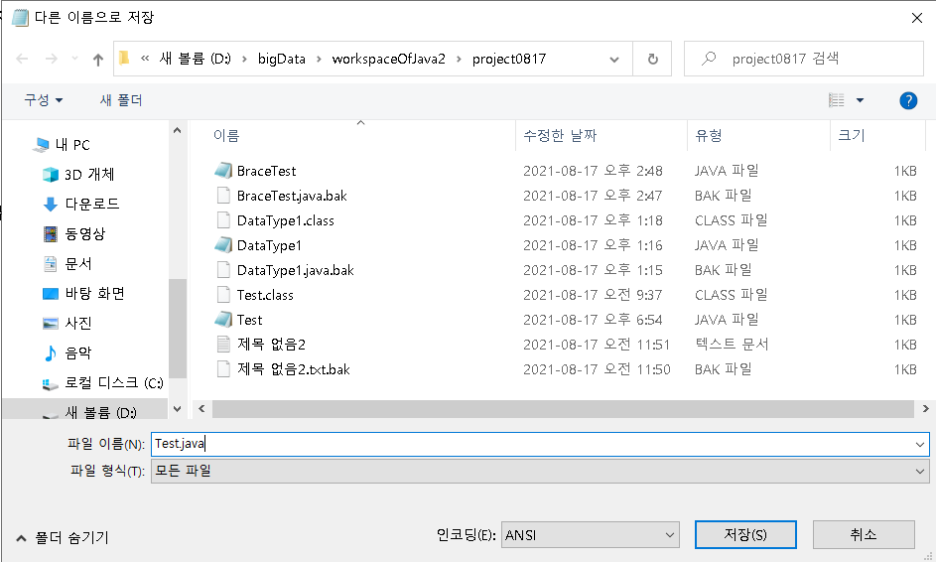 다른 이름으로 저장
« 새 볼륨 (D:) › bigData › workspaceOfJava2 › project0817
project0817 검색
구성 새 폴더
이름 수정한 날짜 유형 크기
내 PC
3D 개체
다운로드
동영상
문서
바탕 화면
사진
음악
로컬 디스크 (C:)
새 볼륨 (D:)
BraceTest 2021-08-17 오후 2:48 JAVA 파일 1KB
BraceTest.java.bak 2021-08-17 오후 2:47 BAK 파일 1KB
DataType1.class 2021-08-17 오후 1:18 CLASS 파일 1KB
DataType1 2021-08-17 오후 1:16 JAVA 파일 1KB
DataType1.java.bak 2021-08-17 오후 1:15 BAK 파일 1KB
Test.class 2021-08-17 오전 9:37 CLASS 파일 1KB
Test 2021-08-17 오후 6:54 JAVA 파일 1KB
제목 없음2 2021-08-17 오전 11:51 텍스트 문서 1KB
제목 없음2.txt.bak 2021-08-17 오전 11:50 BAK 파일 1KB
파일 이름(N): Test.java
파일 형식(T): 모든 파일
폴더 숨기기 인코딩(E): ANSI 저장(S) 취소